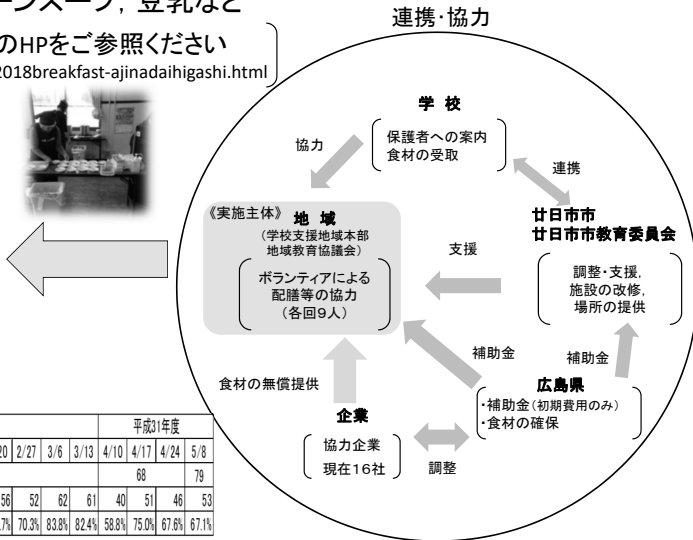 ーンスープ, 豆乳など
のHPをご参照ください
2018breakfast-ajinadaihigashi.html
連携・協力
学 校
保護者への案内
食材の受取
協力
連携
《実施主体》 地 域
(学校支援地域本部
地域教育協議会)
ボランティアによる
配膳等の協力
(各回9人)
支援
廿日市市
廿日市市教育委員会
調整・支援,
施設の改修,
場所の提供
補助金
補助金
食材の無償提供
広島県
・補助金(初期費用のみ)
・食材の確保
企業
協力企業
現在16社
調整
平成31年度
20 2/27 3/6 3/13 4/10 4/17 4/24 5/8
68 79
56 52 62 61 40 51 46 53
.7% 70.3% 83.8% 82.4% 58.8% 75.0% 67.6% 67.1%